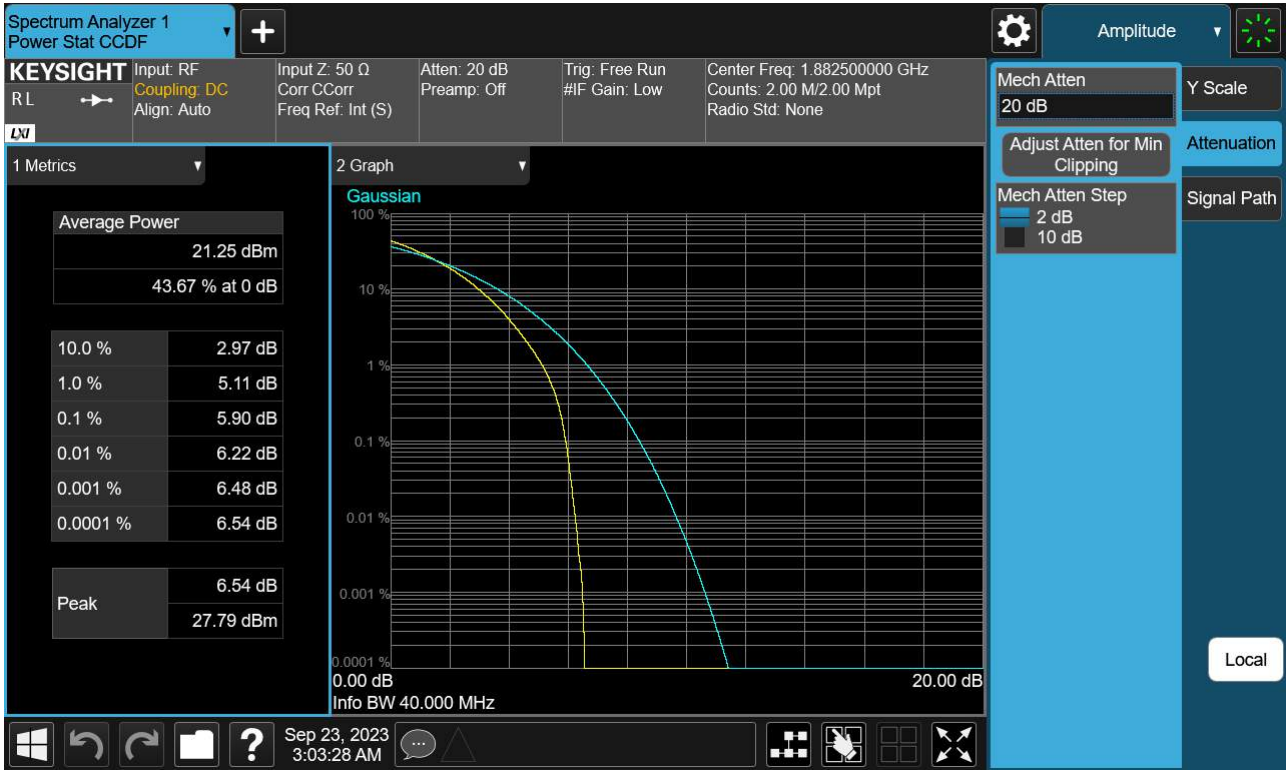 Spectrum Analyzer 1
Power Stat CCDF
Amplitude
KEYSIGHT
RL
LXI
Input: RF
Coupling: DC
Align: Auto
Input Z: 50 Ω
Corr CCorr
Freq Ref: Int (S)
Atten: 20 dB
Preamp: Off
Trig: Free Run
#IF Gain: Low
Center Freq: 1.882500000 GHz
Counts: 2.00 M/2.00 Mpt
Radio Std: None
Mech Atten
20 dB
Adjust Atten for Min
Clipping
Mech Atten Step
2 dB
10 dB
Y Scale
Attenuation
Signal Path
Local
1 Metrics
Average Power
21.25 dBm
43.67 % at 0 dB
10.0 % 2.97 dB
1.0 % 5.11 dB
0.1 % 5.90 dB
0.01 % 6.22 dB
0.001 % 6.48 dB
0.0001 % 6.54 dB
Peak 6.54 dB
27.79 dBm
2 Graph
Gaussian
100 %
10 %
1 %
0.1 %
0.01 %
0.001 %
0.0001 %
0.00 dB 20.00 dB
Info BW 40.000 MHz
?
Sep 23, 2023
3:03:28 AM